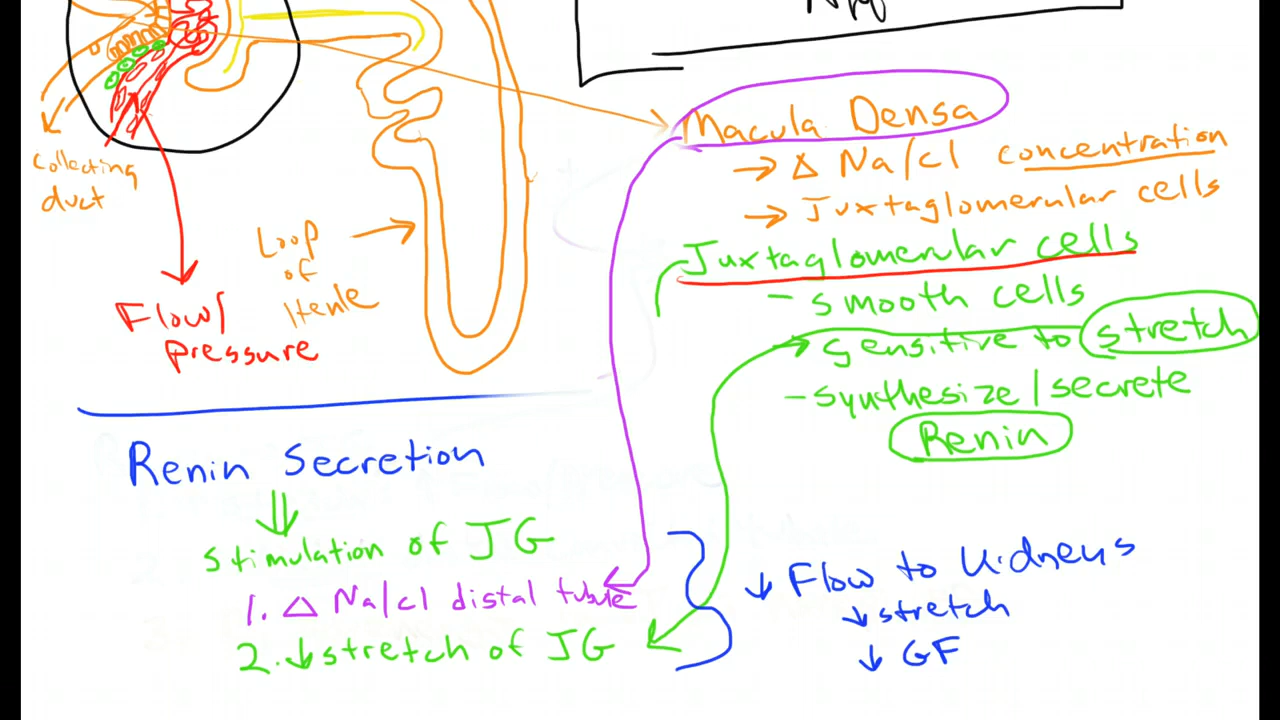 Macula Densa
→ Δ Na/cl concentration
→ Juxtaglomerular cells
collecting
duct
Loop
of
Henle
Flow/
pressure
Juxtaglomerular cells
- smooth cells
→ sensitive to stretch
- synthesize/secrete
Renin
Renin Secretion
⇓
stimulation of JG
1. Δ Na/cl distal tubule
2. ↓ stretch of JG
↓ Flow to kidneys
↓ stretch
↓ GF